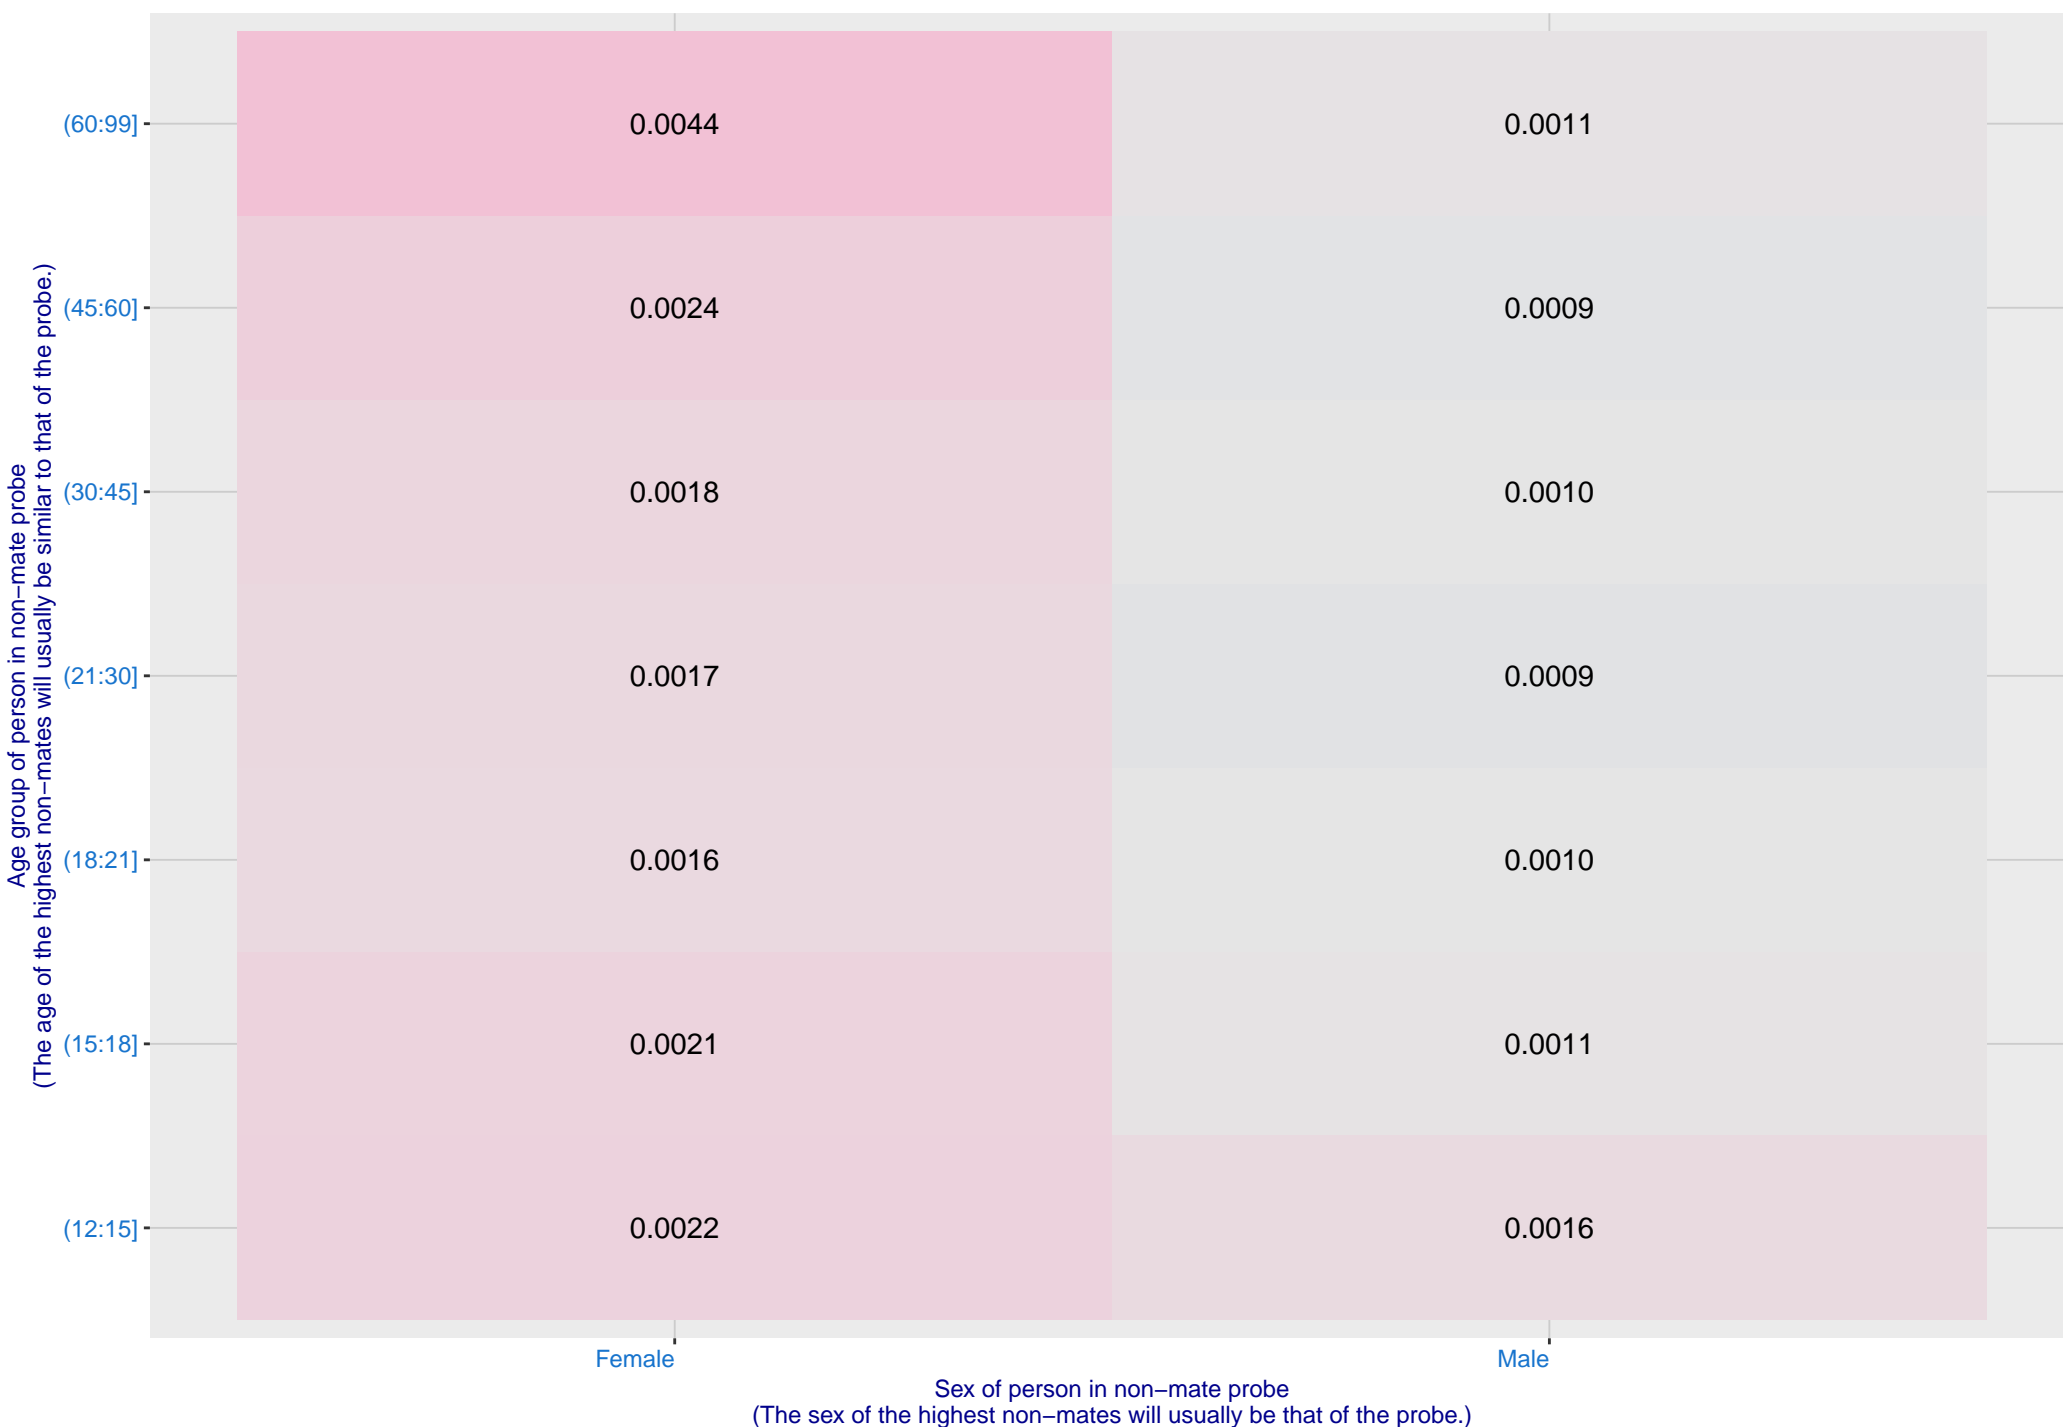 Age group of person in non−mate probe
(The age of the highest non−mates will usually be similar to that of the probe.)
(60:99] 0.0044 0.0011
(45:60] 0.0024 0.0009
(30:45] 0.0018 0.0010
(21:30] 0.0017 0.0009
(18:21] 0.0016 0.0010
(15:18] 0.0021 0.0011
(12:15] 0.0022 0.0016
Female Male
Sex of person in non−mate probe
(The sex of the highest non−mates will usually be that of the probe.)